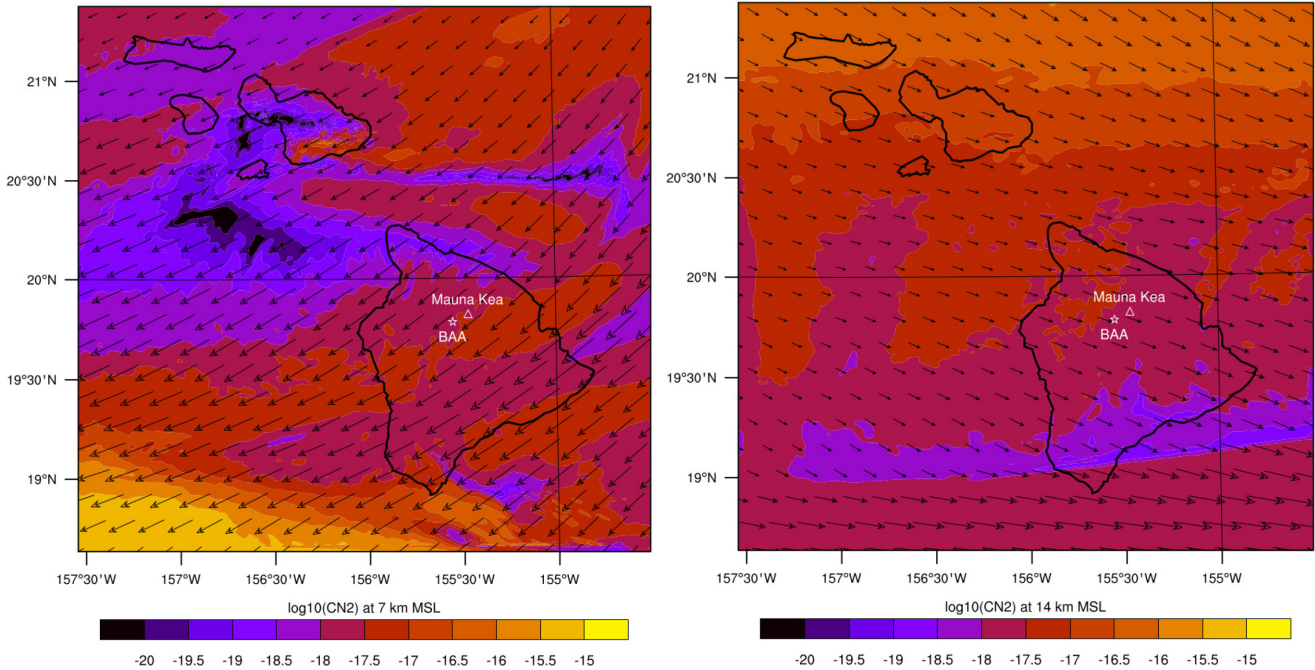 21°N
20°30'N
20°N
19°30'N
19°N
Mauna Kea
BAA
157°30'W 157°W 156°30'W 156°W 155°30'W 155°W
log10(CN2) at 7 km MSL
-20 -19.5 -19 -18.5 -18 -17.5 -17 -16.5 -16 -15.5 -15
21°N
20°30'N
20°N
19°30'N
19°N
Mauna Kea
BAA
157°30'W 157°W 156°30'W 156°W 155°30'W 155°W
log10(CN2) at 14 km MSL
-20 -19.5 -19 -18.5 -18 -17.5 -17 -16.5 -16 -15.5 -15